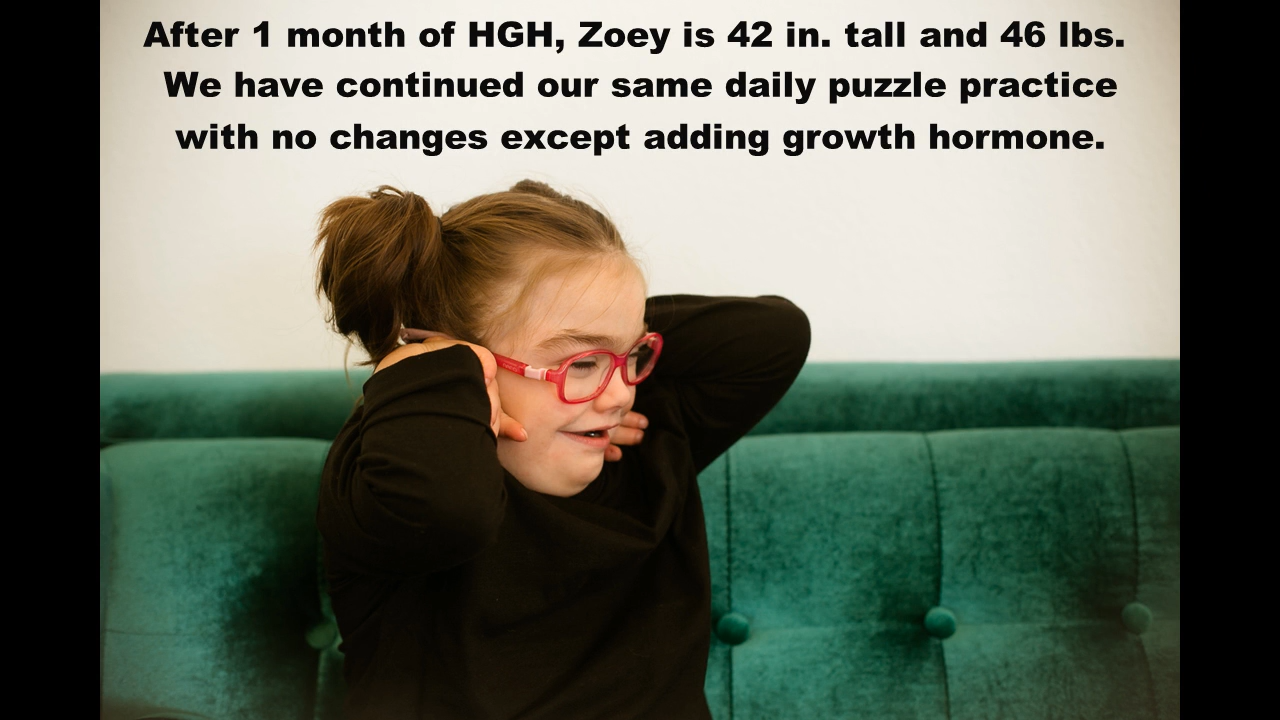 After 1 month of HGH, Zoey is 42 in. tall and 46 lbs.
We have continued our same daily puzzle practice
with no changes except adding growth hormone.